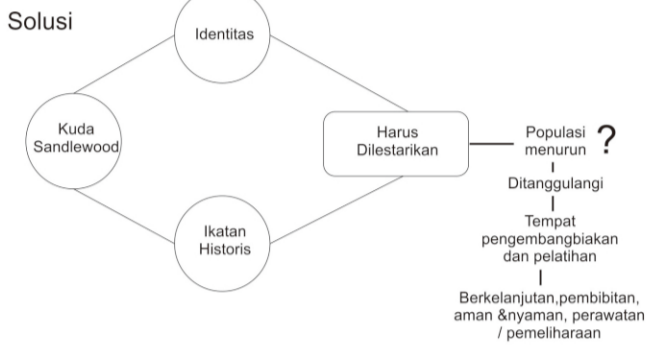 Solusi
Identitas
Kuda
Sandlewood
Harus
Dilestarikan
Ikatan
Historis
Populasi
menurun ?
Ditanggulangi
Tempat
pengembangbiakan
dan pelatihan
Berkelanjutan,pembibitan,
aman &nyaman, perawatan
/ pemeliharaan